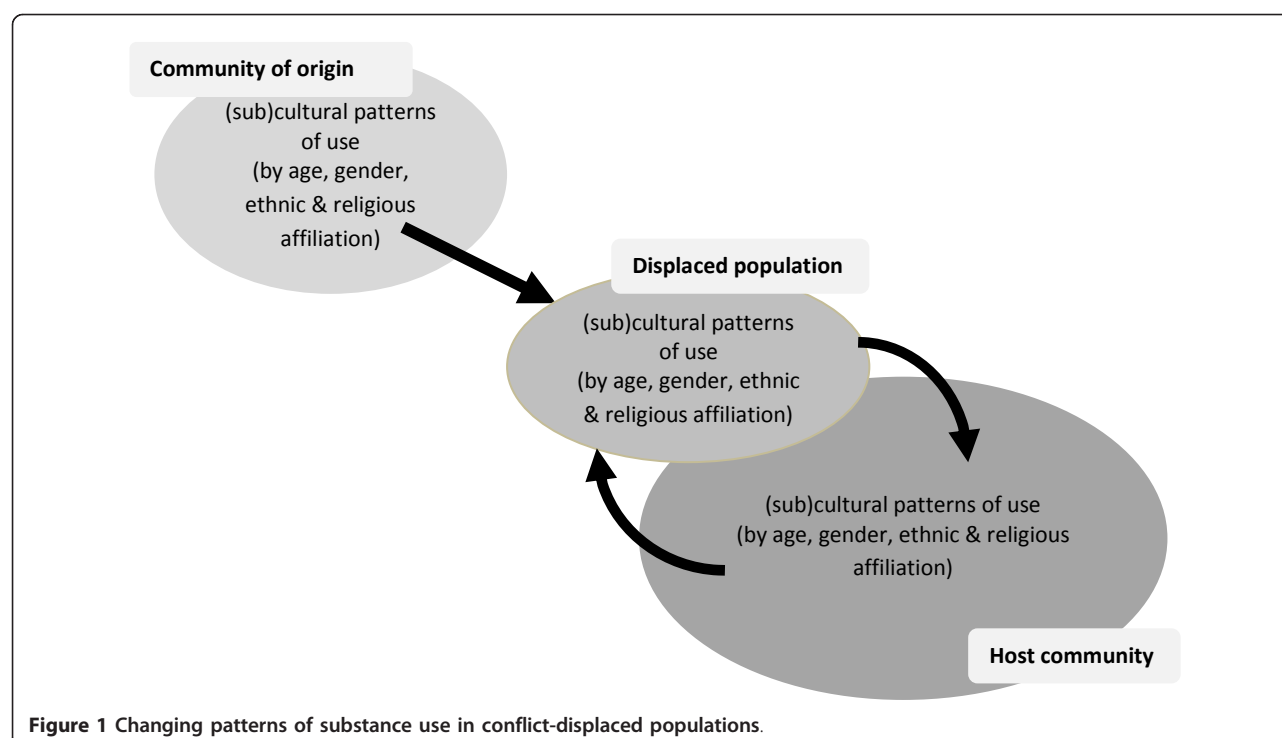 Community of origin
(sub)cultural patterns
of use
(by age, gender,
ethnic & religious
affiliation)
Displaced population
(sub)cultural patterns
of use
(by age, gender, ethnic
& religious affiliation)
(sub)cultural patterns of use
(by age, gender, ethnic & religious
affiliation)
Host community
Figure 1 Changing patterns of substance use in conflict-displaced populations.